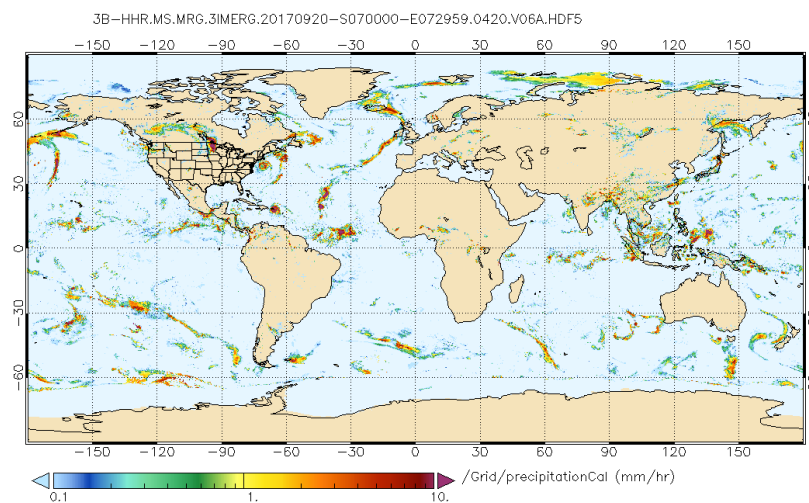 3B-HHR.MS.MRG.3IMERG.20170920-S070000-E072959.0420.V06A.HDF5
-150 -120 -90 -60 -30 0 30 60 90 120 150
60
30
0
-30
-60
-150 -120 -90 -60 -30 0 30 60 90 120 150
0.1 1. 10. /Grid/precipitationCal (mm/hr)